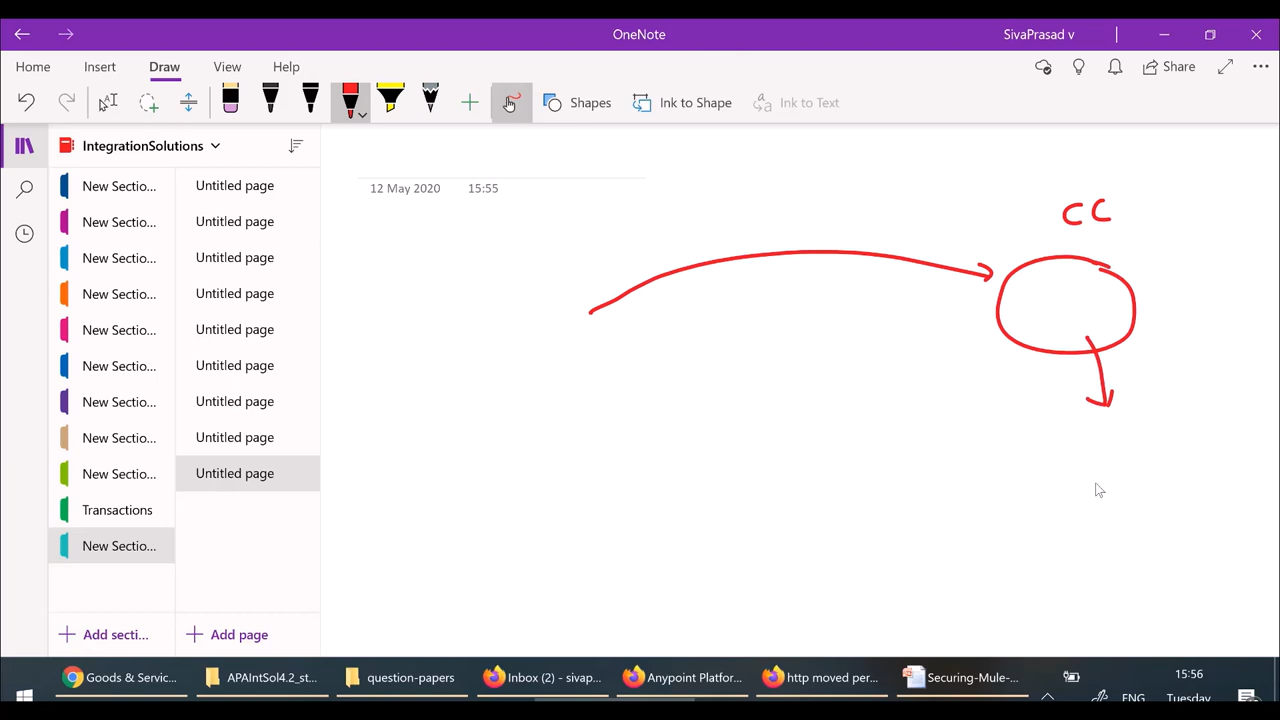 OneNote
SivaPrasad v
Home
Insert
Draw
View
Help
Share
Shapes
Ink to Shape
Ink to Text
IntegrationSolutions
New Sectio...
New Sectio...
New Sectio...
New Sectio...
New Sectio...
New Sectio...
New Sectio...
New Sectio...
New Sectio...
Transactions
New Sectio...
Add secti...
Untitled page
Untitled page
Untitled page
Untitled page
Untitled page
Untitled page
Untitled page
Untitled page
Untitled page
Add page
12 May 2020
15:55
CC
Goods & Servic...
APAIntSol4.2_st...
question-papers
Inbox (2) - sivap...
Anypoint Platfor...
http moved per...
Securing-Mule-...
15:56
ENG
Tuesday